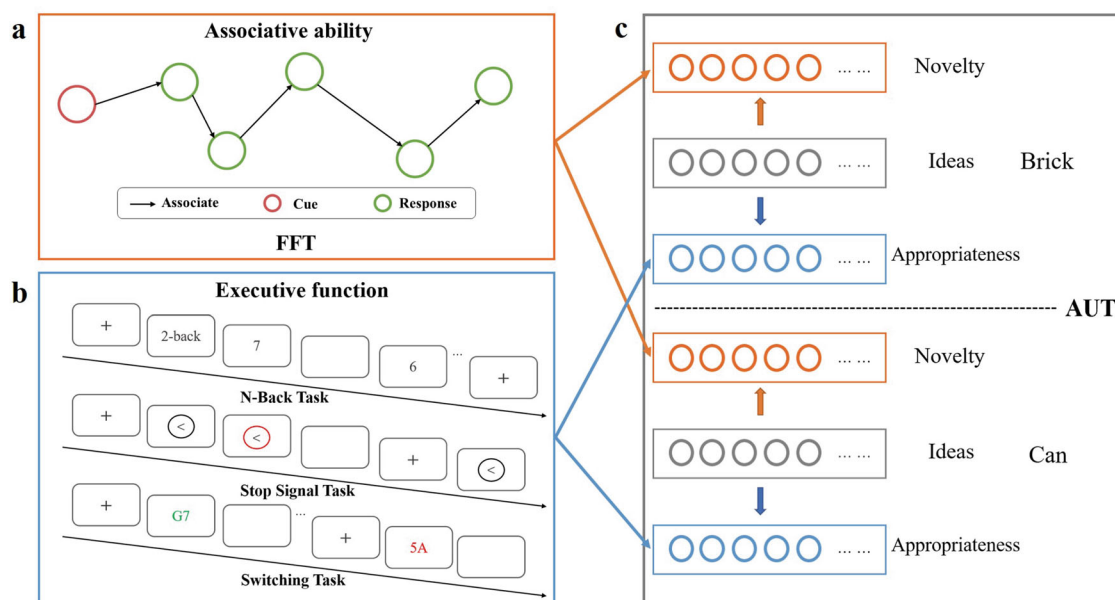 a
Associative ability
Associate
Cue
Response
FFT
b
Executive function
+
2-back
7
6
...
+
N-Back Task
+
<
<
+
<
Stop Signal Task
+
G7
...
+
5A
Switching Task
c
... ...
Novelty
... ...
Ideas
Brick
... ...
Appropriateness
AUT
... ...
Novelty
... ...
Ideas
Can
... ...
Appropriateness